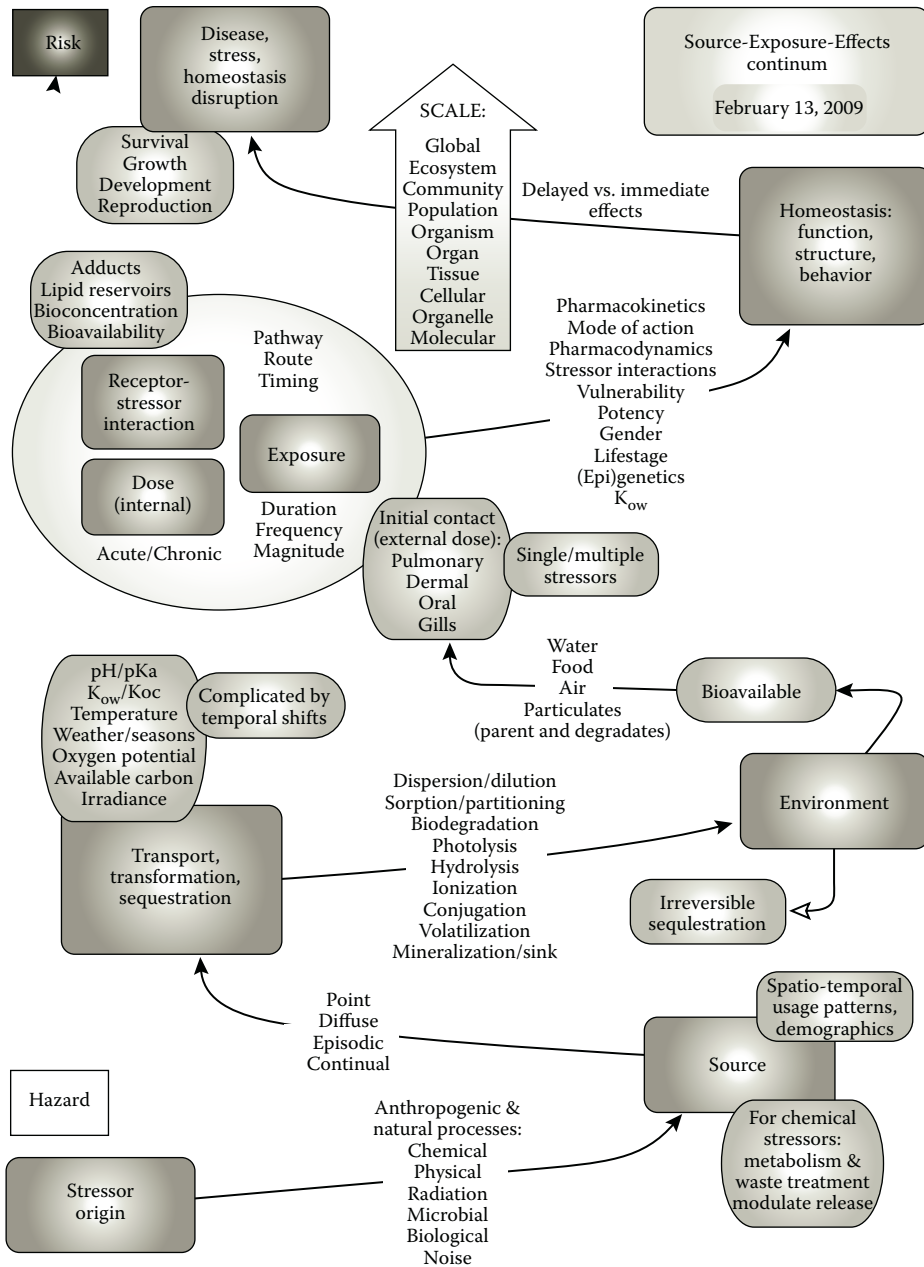 Risk
Disease,
stress,
homeostasis
disruption
Survival
Growth
Development
Reproduction
SCALE:
Global
Ecosystem
Community
Population
Organism
Organ
Tissue
Cellular
Organelle
Molecular
Source-Exposure-Effects
continum
February 13, 2009
Delayed vs. immediate
effects
Homeostasis:
function,
structure,
behavior
Adducts
Lipid reservoirs
Bioconcentration
Bioavailability
Pathway
Route
Timing
Receptor-
stressor
interaction
Exposure
Dose
(internal)
Acute/Chronic
Duration
Frequency
Magnitude
Pharmacokinetics
Mode of action
Pharmacodynamics
Stressor interactions
Vulnerability
Potency
Gender
Lifestage
(Epi)genetics
Kow
Initial contact
(external dose):
Pulmonary
Dermal
Oral
Gills
Single/multiple
stressors
Water
Food
Air
Particulates
(parent and degradates)
Bioavailable
pH/pKa
Kow/Koc
Temperature
Weather/seasons
Oxygen potential
Available carbon
Irradiance
Complicated by
temporal shifts
Transport,
transformation,
sequestration
Dispersion/dilution
Sorption/partitioning
Biodegradation
Photolysis
Hydrolysis
Ionization
Conjugation
Volatilization
Mineralization/sink
Environment
Irreversible
sequlestration
Point
Diffuse
Episodic
Continual
Spatio-temporal
usage patterns,
demographics
Source
For chemical
stressors:
metabolism &
waste treatment
modulate release
Hazard
Stressor
origin
Anthropogenic &
natural processes:
Chemical
Physical
Radiation
Microbial
Biological
Noise